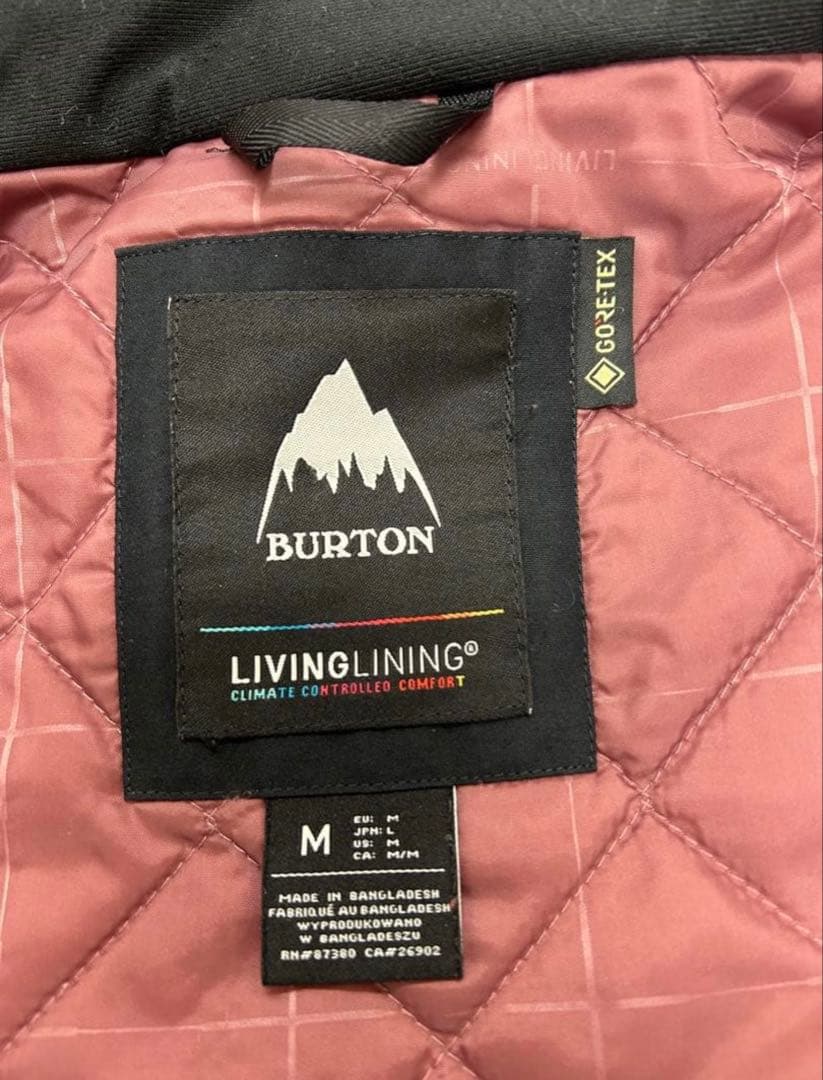 LIVINGLINING
GORE-TEX
BURTON
LIVINGLINING®
CLIMATE CONTROLLED COMFORT
M
EU: M
JPN: L
US: M
CA: M/M
MADE IN BANGLADESH
FABRIQUÉ AU BANGLADESH
WYPRODUKOWANO
W BANGLADESZU
RN#87380 CA#26902